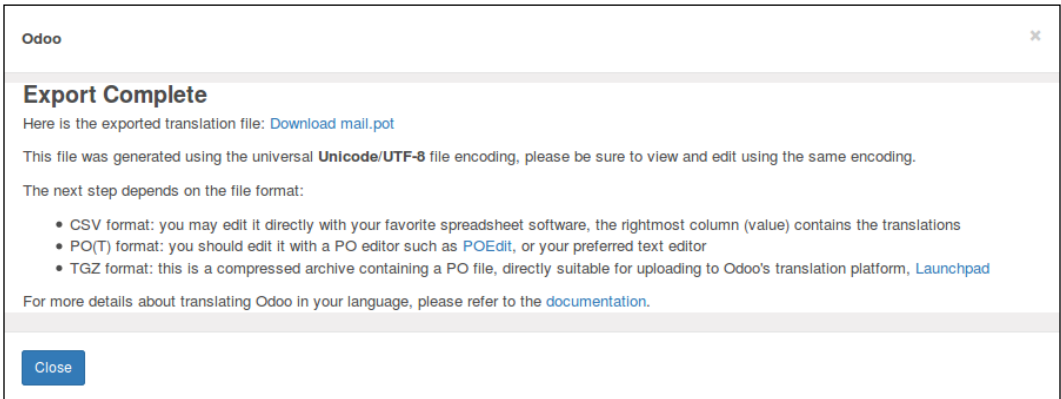 Odoo
×
Export Complete
Here is the exported translation file: Download mail.pot
This file was generated using the universal Unicode/UTF-8 file encoding, please be sure to view and edit using the same encoding.
The next step depends on the file format:
• CSV format: you may edit it directly with your favorite spreadsheet software, the rightmost column (value) contains the translations
• PO(T) format: you should edit it with a PO editor such as POEdit, or your preferred text editor
• TGZ format: this is a compressed archive containing a PO file, directly suitable for uploading to Odoo's translation platform, Launchpad
For more details about translating Odoo in your language, please refer to the documentation.
Close